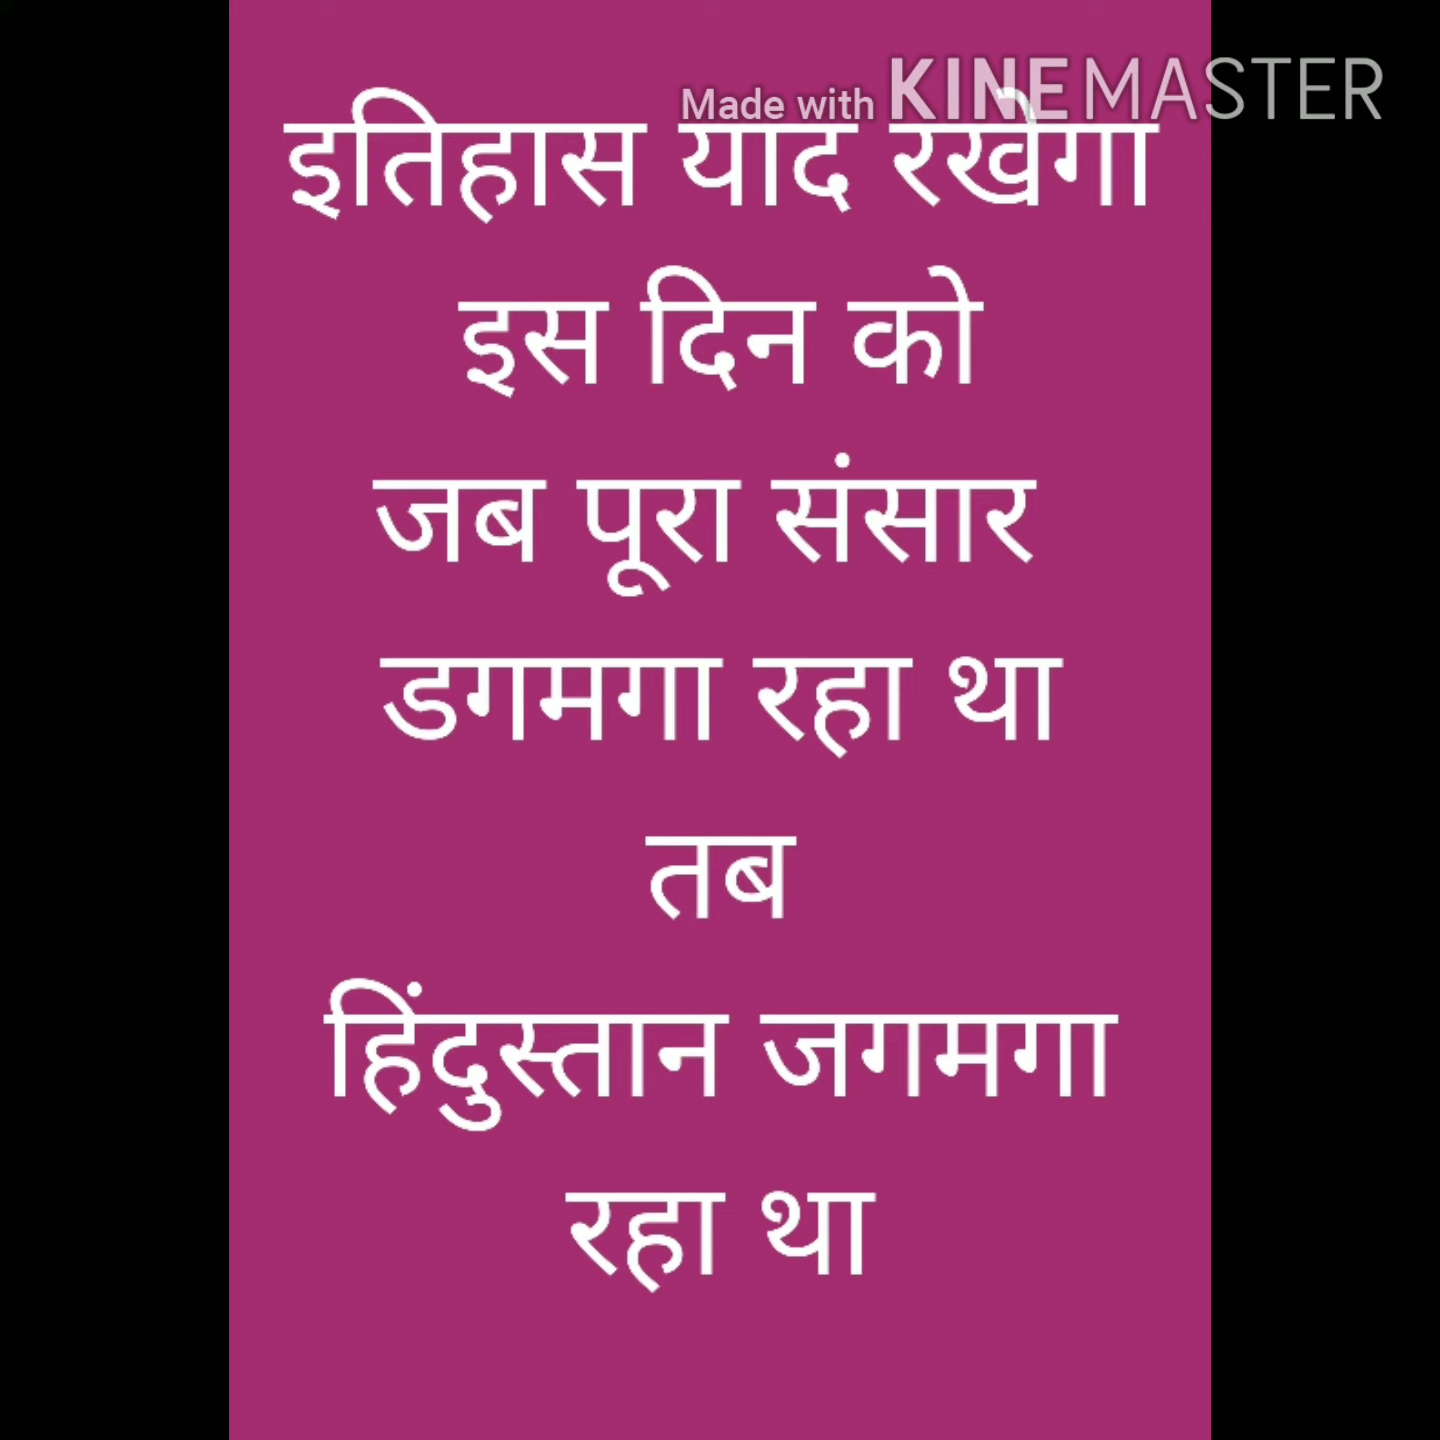 Made with KINEMASTER
इतिहास याद रखेगा
इस दिन को
जब पूरा संसार
डगमगा रहा था
तब
हिंदुस्तान जगमगा
रहा था